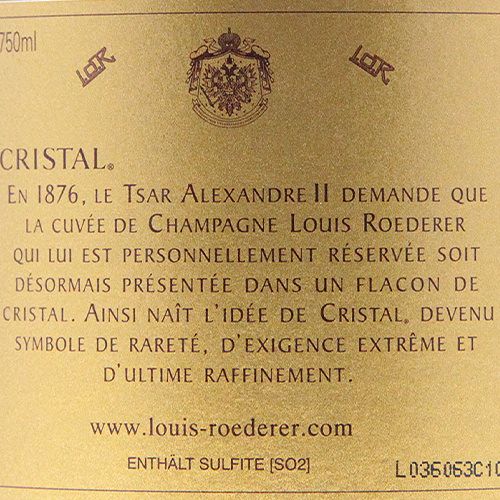 750ml
LOR LOR
CRISTAL®
EN 1876, LE TSAR ALEXANDRE II DEMANDE QUE
LA CUVÉE DE CHAMPAGNE LOUIS ROEDERER
QUI LUI EST PERSONNELLEMENT RÉSERVÉE SOIT
DÉSORMAIS PRÉSENTÉE DANS UN FLACON DE
CRISTAL. AINSI NAÎT L'IDÉE DE CRISTAL® DEVENU
SYMBOLE DE RARETÉ, D'EXIGENCE EXTRÊME ET
D'ULTIME RAFFINEMENT.
www.louis-roederer.com
ENTHÄLT SULFITE [SO2]
L036063C10